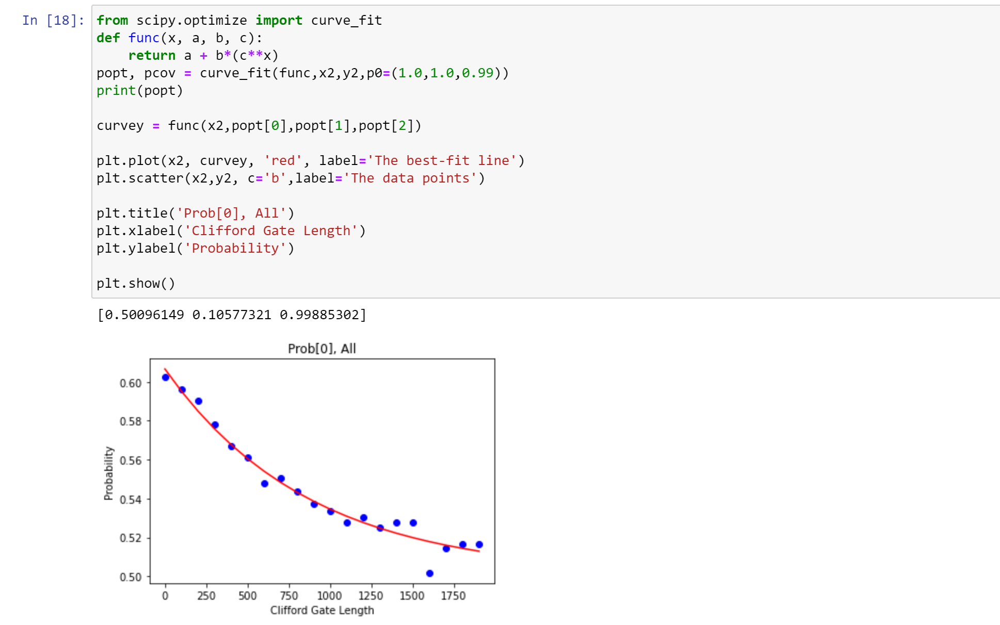 In [18]:
from scipy.optimize import curve_fit
def func(x, a, b, c):
    return a + b*(c**x)
popt, pcov = curve_fit(func,x2,y2,p0=(1.0,1.0,0.99))
print(popt)
curvey = func(x2,popt[0],popt[1],popt[2])
plt.plot(x2, curvey, 'red', label='The best-fit line')
plt.scatter(x2,y2, c='b',label='The data points')
plt.title('Prob[0], All')
plt.xlabel('Clifford Gate Length')
plt.ylabel('Probability')
plt.show()
[0.50096149 0.10577321 0.99885302]
Prob[0], All
Probability
0.60
0.58
0.56
0.54
0.52
0.50
0 250 500 750 1000 1250 1500 1750
Clifford Gate Length